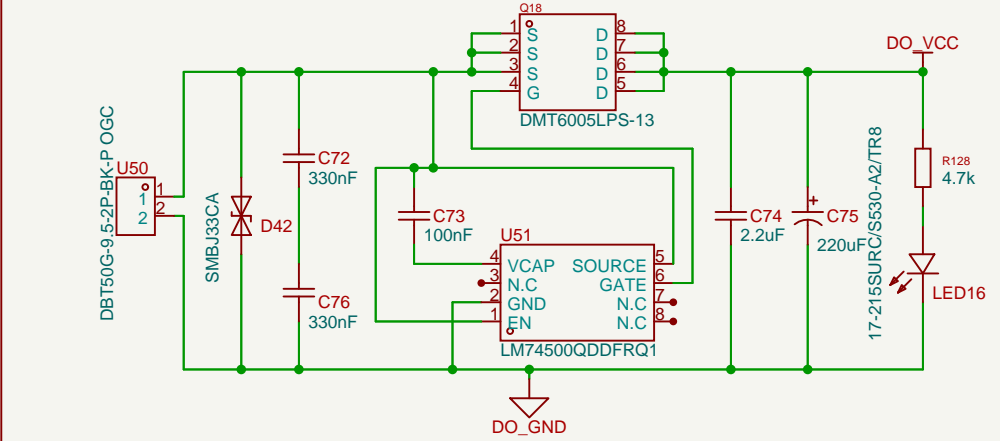 Q18
1 S D 8
2 S D 7
3 S D 6
4 G D 5
DMT6005LPS-13
DO_VCC
DBT50G-9.5-2P-BK-P OGC
U50
1 1
2 2
SMBJ33CA
D42
C72
330nF
C76
330nF
C73
100nF
U51
4 VCAP SOURCE 5
3 N.C GATE 6
2 GND N.C 7
1 EN N.C 8
LM74500QDDFRQ1
C74
2.2uF
+
C75
220uF
17-215SURC/S530-A2/TR8
R128
4.7k
LED16
DO_GND